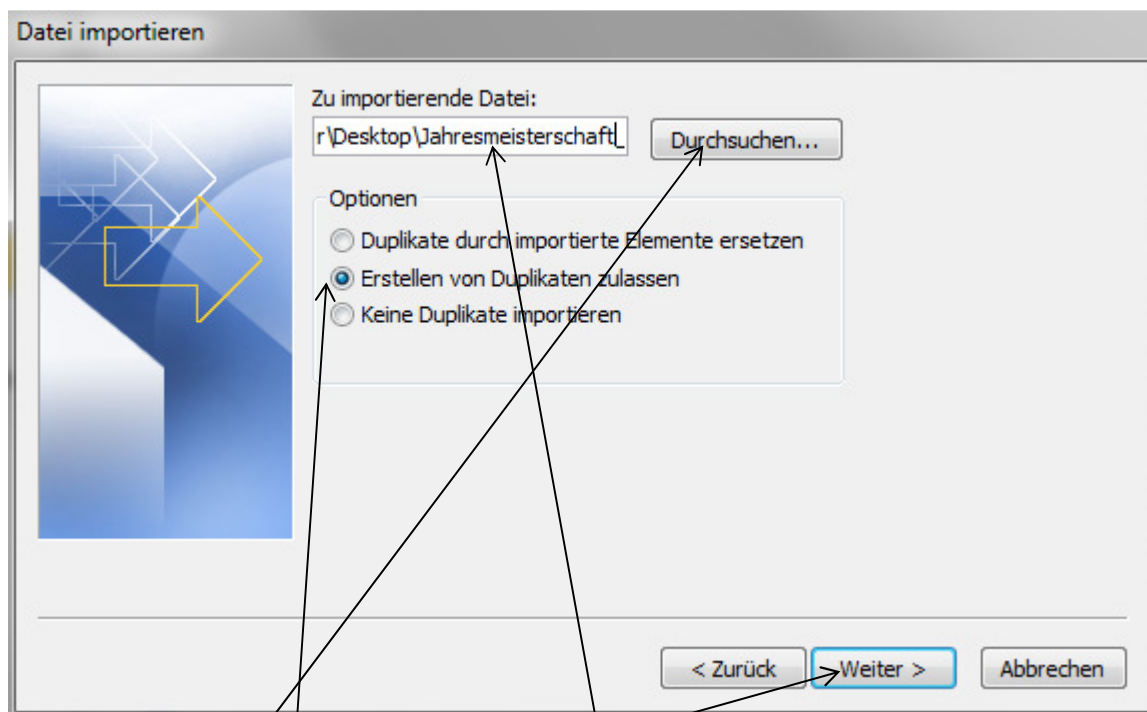 Datei importieren
Zu importierende Datei:
r\Desktop\Jahresmeisterschaft_
Durchsuchen...
Optionen
Duplikate durch importierte Elemente ersetzen
Erstellen von Duplikaten zulassen
Keine Duplikate importieren
< Zurück
Weiter >
Abbrechen